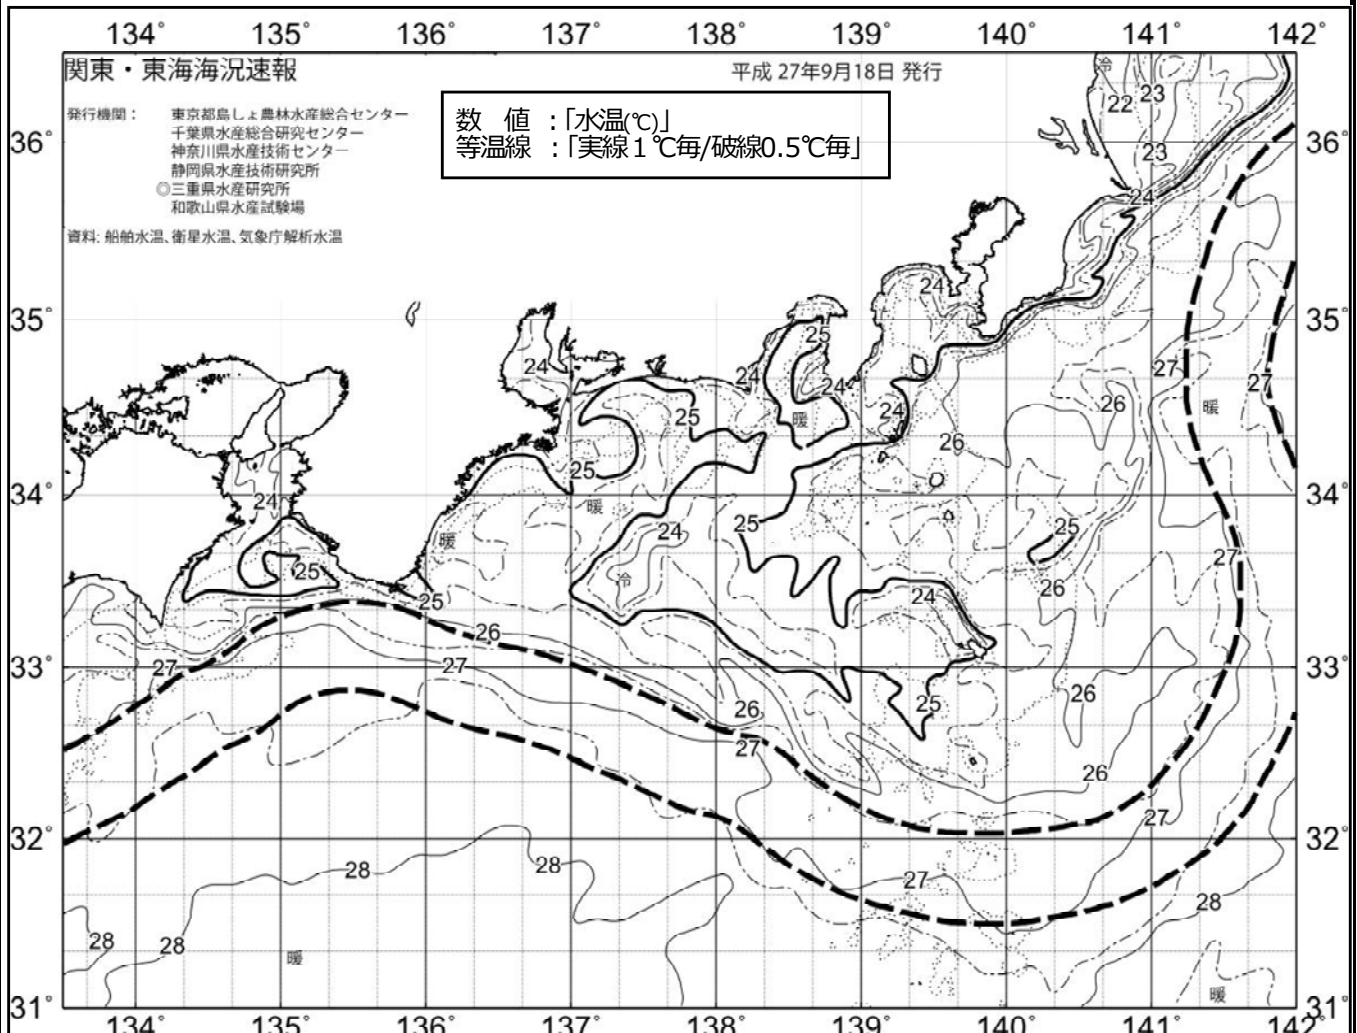 134° 135° 136° 137° 138° 139° 140° 141° 142°
関東・東海海況速報
平成 27年9月18日 発行
発行機関： 東京都島しょ農林水産総合センター
千葉県水産総合研究センター
神奈川県水産技術センター
静岡県水産技術研究所
◎三重県水産研究所
和歌山県水産試験場
資料: 船舶水温、衛星水温、気象庁解析水温
数 値 ：「水温(℃)」
等温線 ：「実線１℃毎/破線0.5℃毎」
冷
22 23
36° 23 36°
24
24
35° 25 35°
24 24 24 27 27
25 24 26 暖
暖 24 26
25
34° 24 暖 34°
24 25 25
暖 27
25 冷 24 26
25
26
33° 27 27 33°
26 25 26
27
26
27
32° 32°
28 28 27
28
28 28
暖
暖
31° 31°
134° 135° 136° 137° 138° 139° 140° 141° 142°